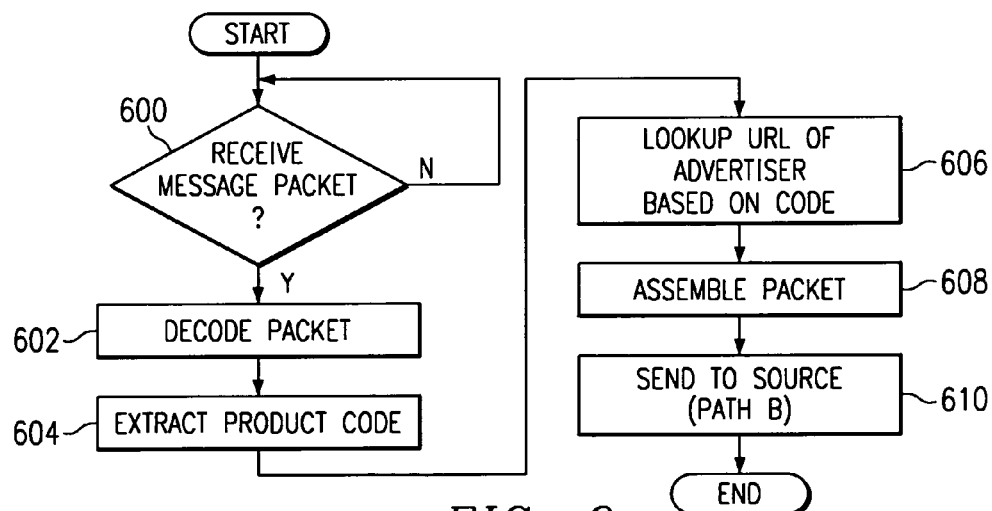 START
600
RECEIVE
MESSAGE PACKET
?
N
Y
602
DECODE PACKET
604
EXTRACT PRODUCT CODE
LOOKUP URL OF
ADVERTISER
BASED ON CODE
606
ASSEMBLE PACKET
608
SEND TO SOURCE
(PATH B)
610
END